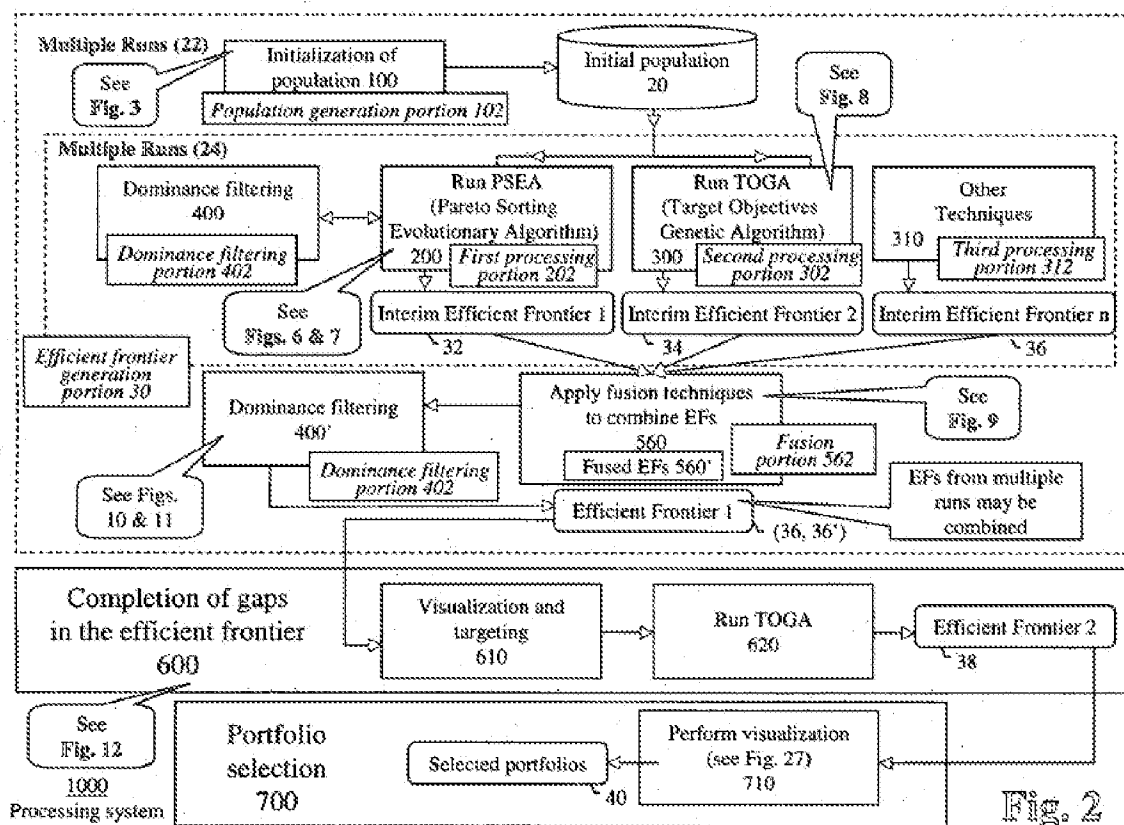 Multiple Runs (22)
Initialization of
population 100
Population generation portion 102
See
Fig. 3
Initial population
20
See
Fig. 8
Multiple Runs (24)
Dominance filtering
400
Dominance filtering
portion 402
Run PSEA
(Pareto Sorting
Evolutionary Algorithm)
200
First processing
portion 202
Run TOGA
(Target Objectives
Genetic Algorithm)
300
Second processing
portion 302
Other
Techniques
310
Third processing
portion 312
See
Figs. 6 & 7
Interim Efficient Frontier 1
32
Interim Efficient Frontier 2
34
Interim Efficient Frontier n
36
Efficient frontier
generation
portion 30
Dominance filtering
400'
Dominance filtering
portion 402
Apply fusion techniques
to combine EFs
560
Fused EFs 560'
Fusion
portion 562
See
Fig. 9
See Figs.
10 & 11
Efficient Frontier 1
(36, 36')
EFs from multiple
runs may be
combined
Completion of gaps
in the efficient frontier
600
Visualization and
targeting
610
Run TOGA
620
Efficient Frontier 2
38
See
Fig. 12
1000
Processing system
Portfolio
selection
700
Selected portfolios
40
Perform visualization
(see Fig. 27)
710
Fig. 2